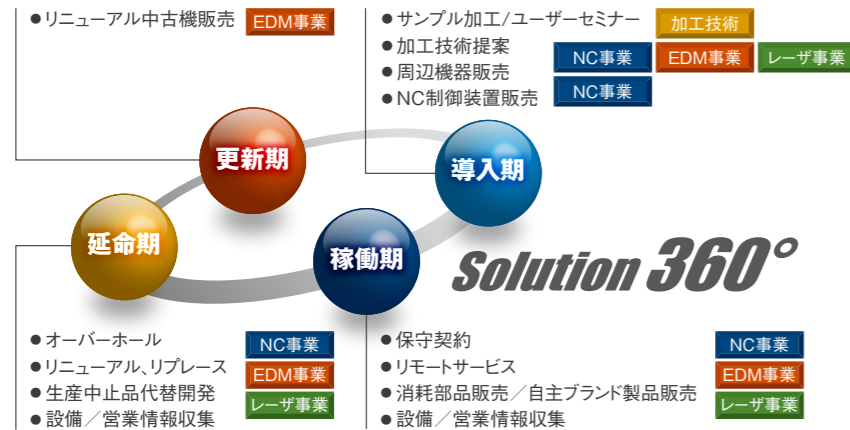 ●リニューアル中古機販売 EDM事業
●サンプル加工/ユーザーセミナー 加工技術
●加工技術提案
●周辺機器販売 NC事業 EDM事業 レーザ事業
●NC制御装置販売 NC事業
更新期
導入期
延命期
稼働期
Solution 360°
●オーバーホール NC事業
●リニューアル、リプレース EDM事業
●生産中止品代替開発 レーザ事業
●設備／営業情報収集
●保守契約 NC事業
●リモートサービス EDM事業
●消耗部品販売／自主ブランド製品販売 レーザ事業
●設備／営業情報収集